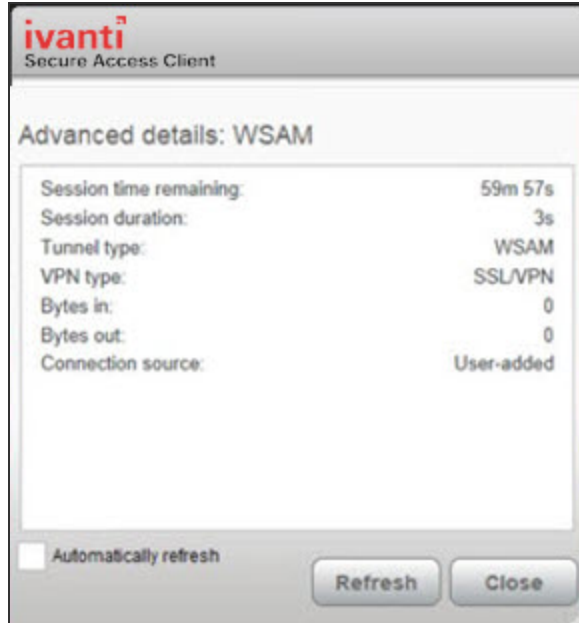 ivanti
Secure Access Client
Advanced details: WSAM
Session time remaining: 59m 57s
Session duration: 3s
Tunnel type: WSAM
VPN type: SSL/VPN
Bytes in: 0
Bytes out: 0
Connection source: User-added
Automatically refresh
Refresh Close